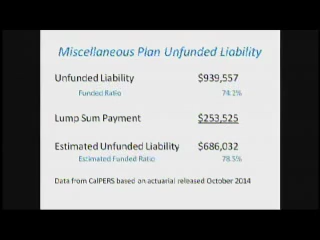 Miscellaneous Plan Unfunded Liability
Unfunded Liability $939,557
Funded Ratio 74.2%
Lump Sum Payment $253,525
Estimated Unfunded Liability $686,032
Estimated Funded Ratio 78.5%
Data from CalPERS based on actuarial released October 2014